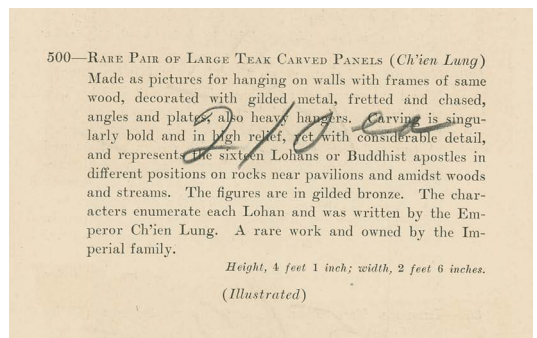 500—Rare Pair of Large Teak Carved Panels (Ch'ien Lung)
Made as pictures for hanging on walls with frames of same
wood, decorated with gilded metal, fretted and chased,
angles and plates, also heavy hangers. Carving is singu-
larly bold and in high relief, yet with considerable detail,
and represents the sixteen Lohans or Buddhist apostles in
different positions on rocks near pavilions and amidst woods
and streams. The figures are in gilded bronze. The char-
acters enumerate each Lohan and was written by the Em-
peror Ch'ien Lung. A rare work and owned by the Im-
perial family.
Height, 4 feet 1 inch; width, 2 feet 6 inches.
(Illustrated)
210 ea